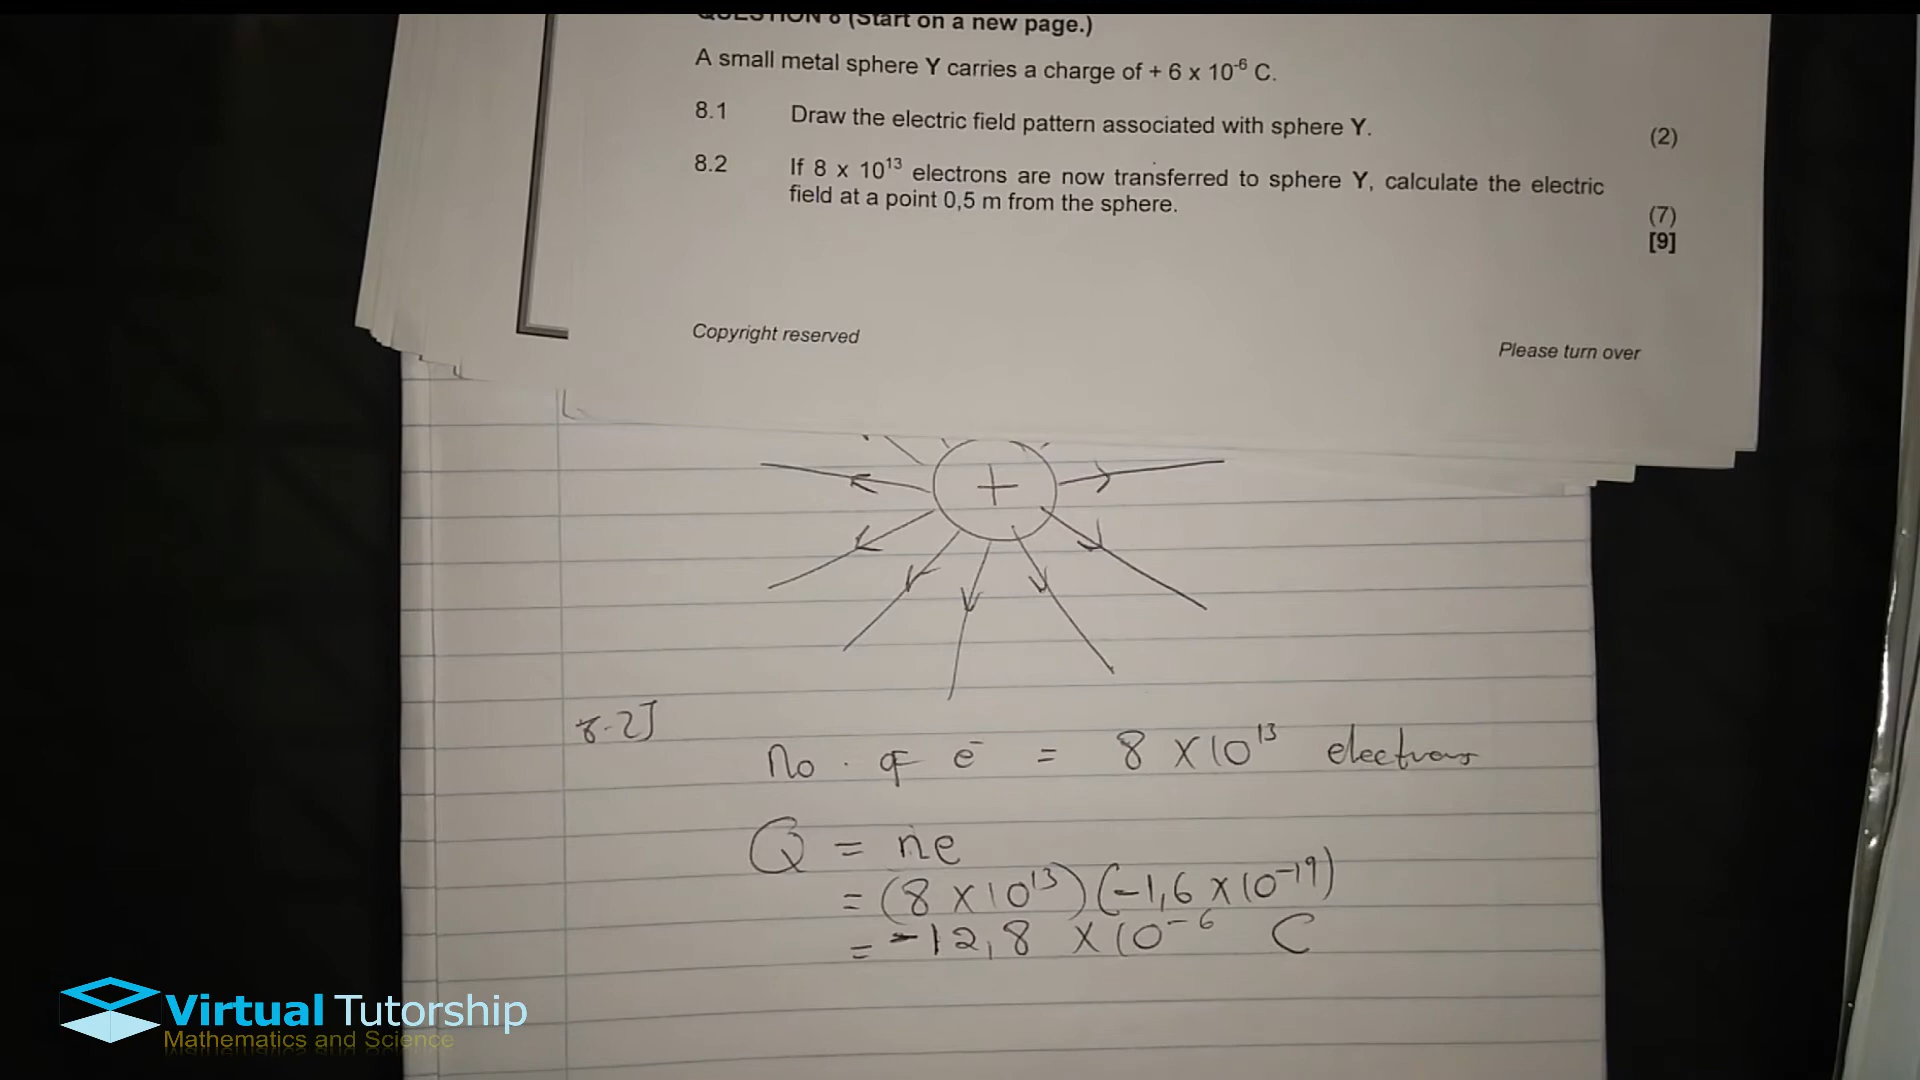 QUESTION 8 (Start on a new page.)
A small metal sphere Y carries a charge of + 6 x 10⁻⁶ C.
8.1 Draw the electric field pattern associated with sphere Y. (2)
8.2 If 8 x 10¹³ electrons are now transferred to sphere Y, calculate the electric
field at a point 0,5 m from the sphere. (7)
[9]
Copyright reserved Please turn over
+
8.2]
No. of e⁻ = 8 X 10¹³ electrons
Q = ne
= (8 X 10¹³)(-1,6 X 10⁻¹⁹)
= -12,8 X 10⁻⁶ C
Virtual Tutorship
Mathematics and Science